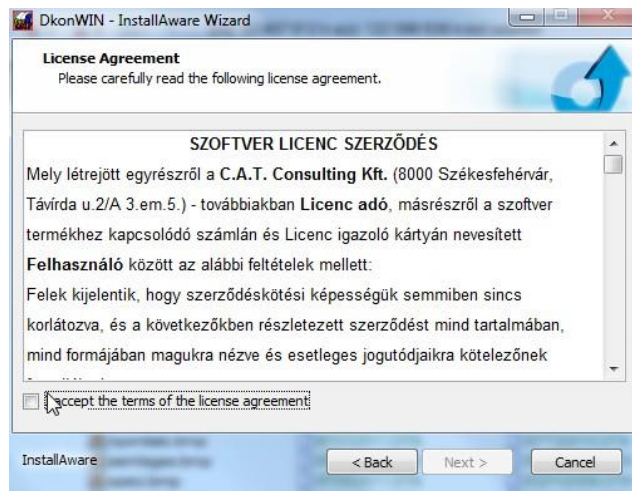 DkonWIN - InstallAware Wizard
License Agreement
Please carefully read the following license agreement.
SZOFTVER LICENC SZERZŐDÉS
Mely létrejött egyrészről a C.A.T. Consulting Kft. (8000 Székesfehérvár,
Távírda u.2/A 3.em.5.) - továbbiakban Licenc adó, másrészről a szoftver
termékhez kapcsolódó számlán és Licenc igazoló kártyán nevesített
Felhasználó között az alábbi feltételek mellett:
Felek kijelentik, hogy szerződéskötési képességük semmiben sincs
korlátozva, és a következőkben részletezett szerződést mind tartalmában,
mind formájában magukra nézve és esetleges jogutódjaikra kötelezőnek
accept the terms of the license agreement
InstallAware
< Back
Next >
Cancel